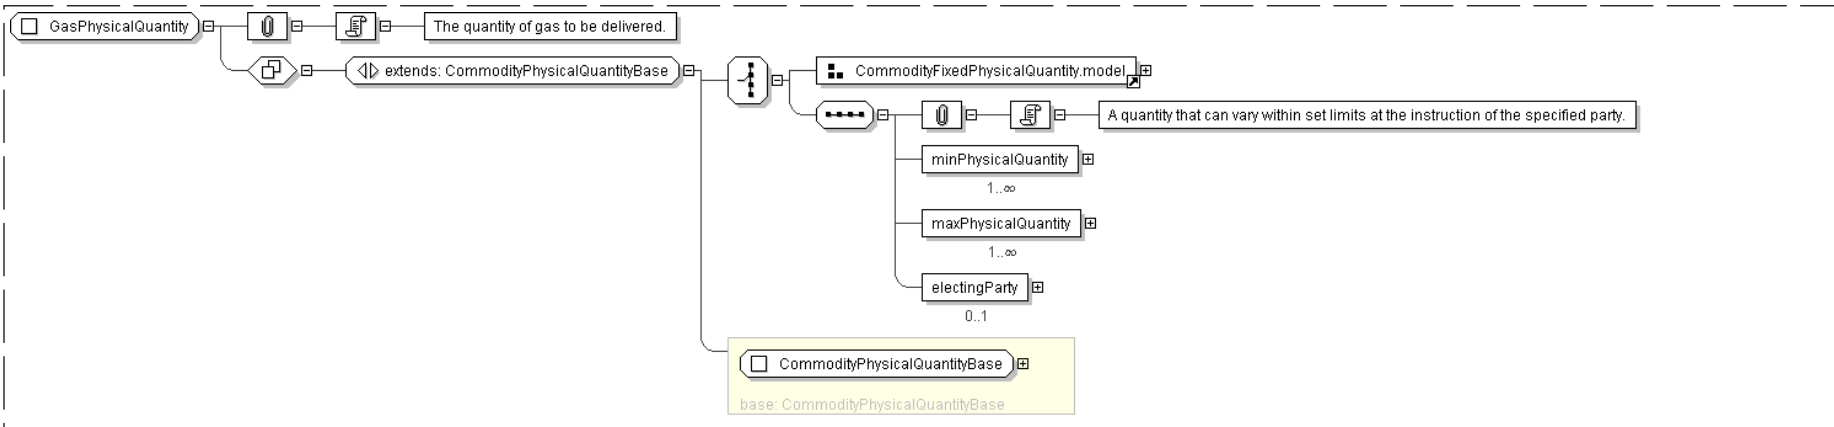 GasPhysicalQuantity
The quantity of gas to be delivered.
extends: CommodityPhysicalQuantityBase
CommodityFixedPhysicalQuantity.model
A quantity that can vary within set limits at the instruction of the specified party.
minPhysicalQuantity
1..∞
maxPhysicalQuantity
1..∞
electingParty
0..1
CommodityPhysicalQuantityBase
base: CommodityPhysicalQuantityBase